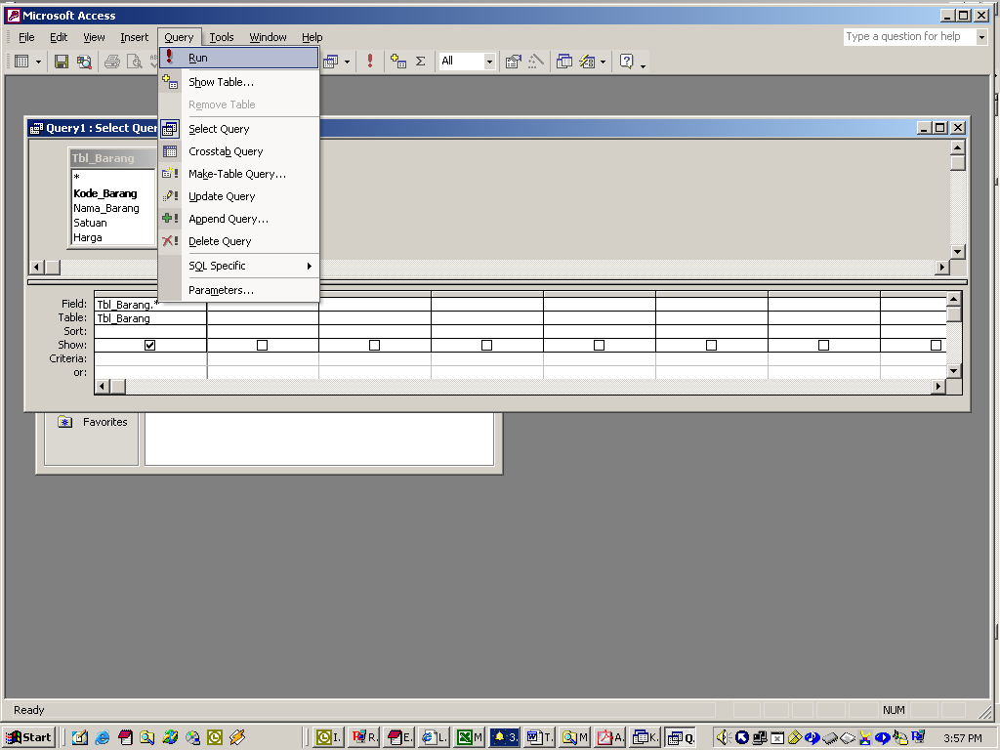 Microsoft Access
File Edit View Insert Query Tools Window Help
Type a question for help
All
Run
Show Table...
Remove Table
Select Query
Crosstab Query
Make-Table Query...
Update Query
Append Query...
Delete Query
SQL Specific
Parameters...
Query1 : Select Quer
Tbl_Barang
*
Kode_Barang
Nama_Barang
Satuan
Harga
Field: Tbl_Barang.*
Table: Tbl_Barang
Sort:
Show:
Criteria:
or:
Favorites
Ready NUM
Start I. R. E. L. M 3. T. M A. K. Q. 3:57 PM